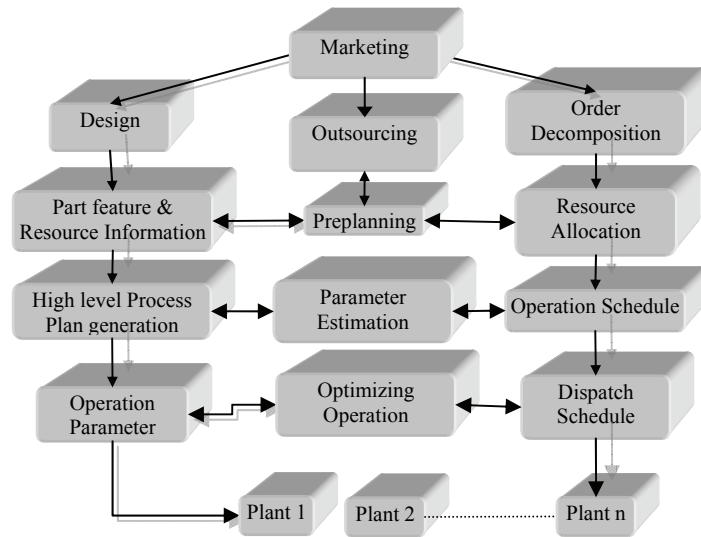 Marketing
Design
Outsourcing
Order
Decomposition
Part feature &
Resource Information
Preplanning
Resource
Allocation
High level Process
Plan generation
Parameter
Estimation
Operation Schedule
Operation
Parameter
Optimizing
Operation
Dispatch
Schedule
Plant 1
Plant 2
Plant n